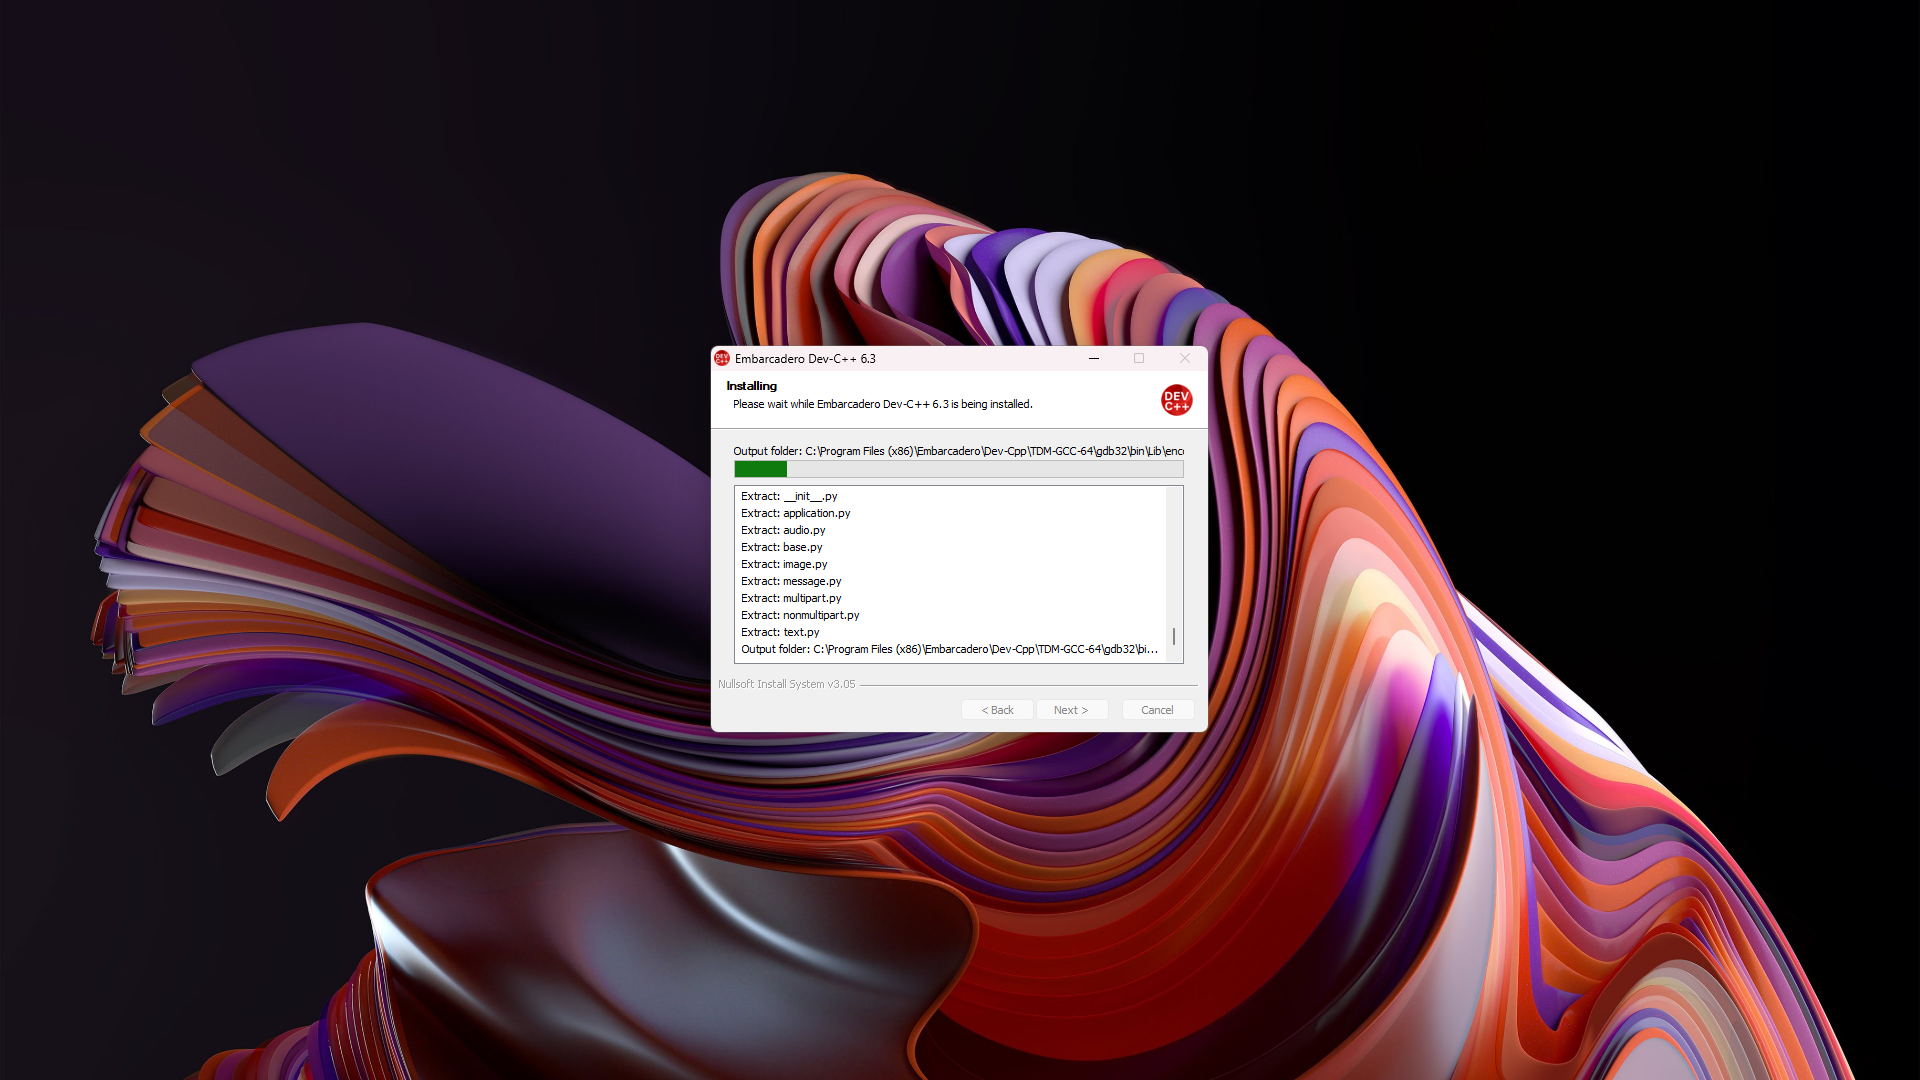 DEV C++ Embarcadero Dev-C++ 6.3
Installing
Please wait while Embarcadero Dev-C++ 6.3 is being installed.
DEV
C++
Output folder: C:\Program Files (x86)\Embarcadero\Dev-Cpp\TDM-GCC-64\gdb32\bin\Lib\enc
Extract: __init__.py
Extract: application.py
Extract: audio.py
Extract: base.py
Extract: image.py
Extract: message.py
Extract: multipart.py
Extract: nonmultipart.py
Extract: text.py
Output folder: C:\Program Files (x86)\Embarcadero\Dev-Cpp\TDM-GCC-64\gdb32\bi...
Nullsoft Install System v3.05
< Back Next > Cancel